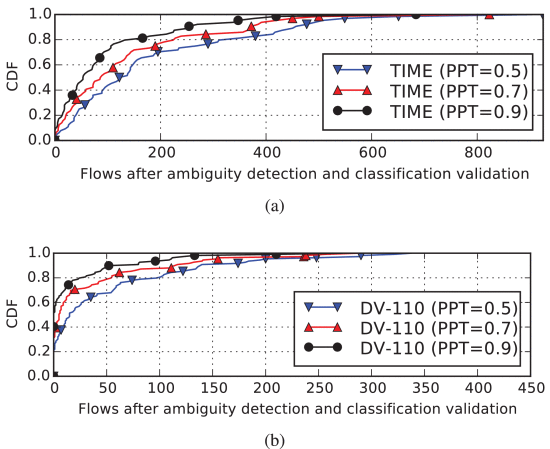 1.0
0.8
0.6
0.4
0.2
0.0
CDF
TIME (PPT=0.5)
TIME (PPT=0.7)
TIME (PPT=0.9)
0 200 400 600 800
Flows after ambiguity detection and classification validation
(a)
1.0
0.8
0.6
0.4
0.2
0.0
CDF
DV-110 (PPT=0.5)
DV-110 (PPT=0.7)
DV-110 (PPT=0.9)
0 50 100 150 200 250 300 350 400 450
Flows after ambiguity detection and classification validation
(b)